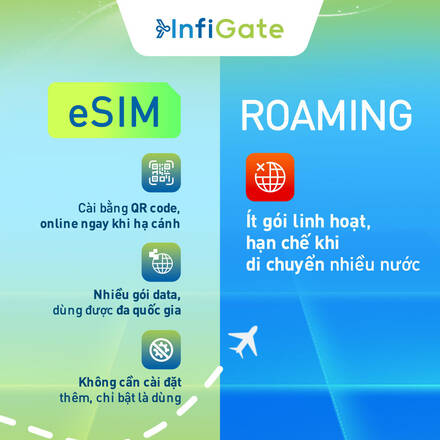 InfiGate
eSIM
Cài bằng QR code,
online ngay khi hạ cánh
Nhiều gói data,
dùng được đa quốc gia
Không cần cài đặt
thêm, chỉ bật là dùng
ROAMING
Ít gói linh hoạt,
hạn chế khi
di chuyển nhiều nước